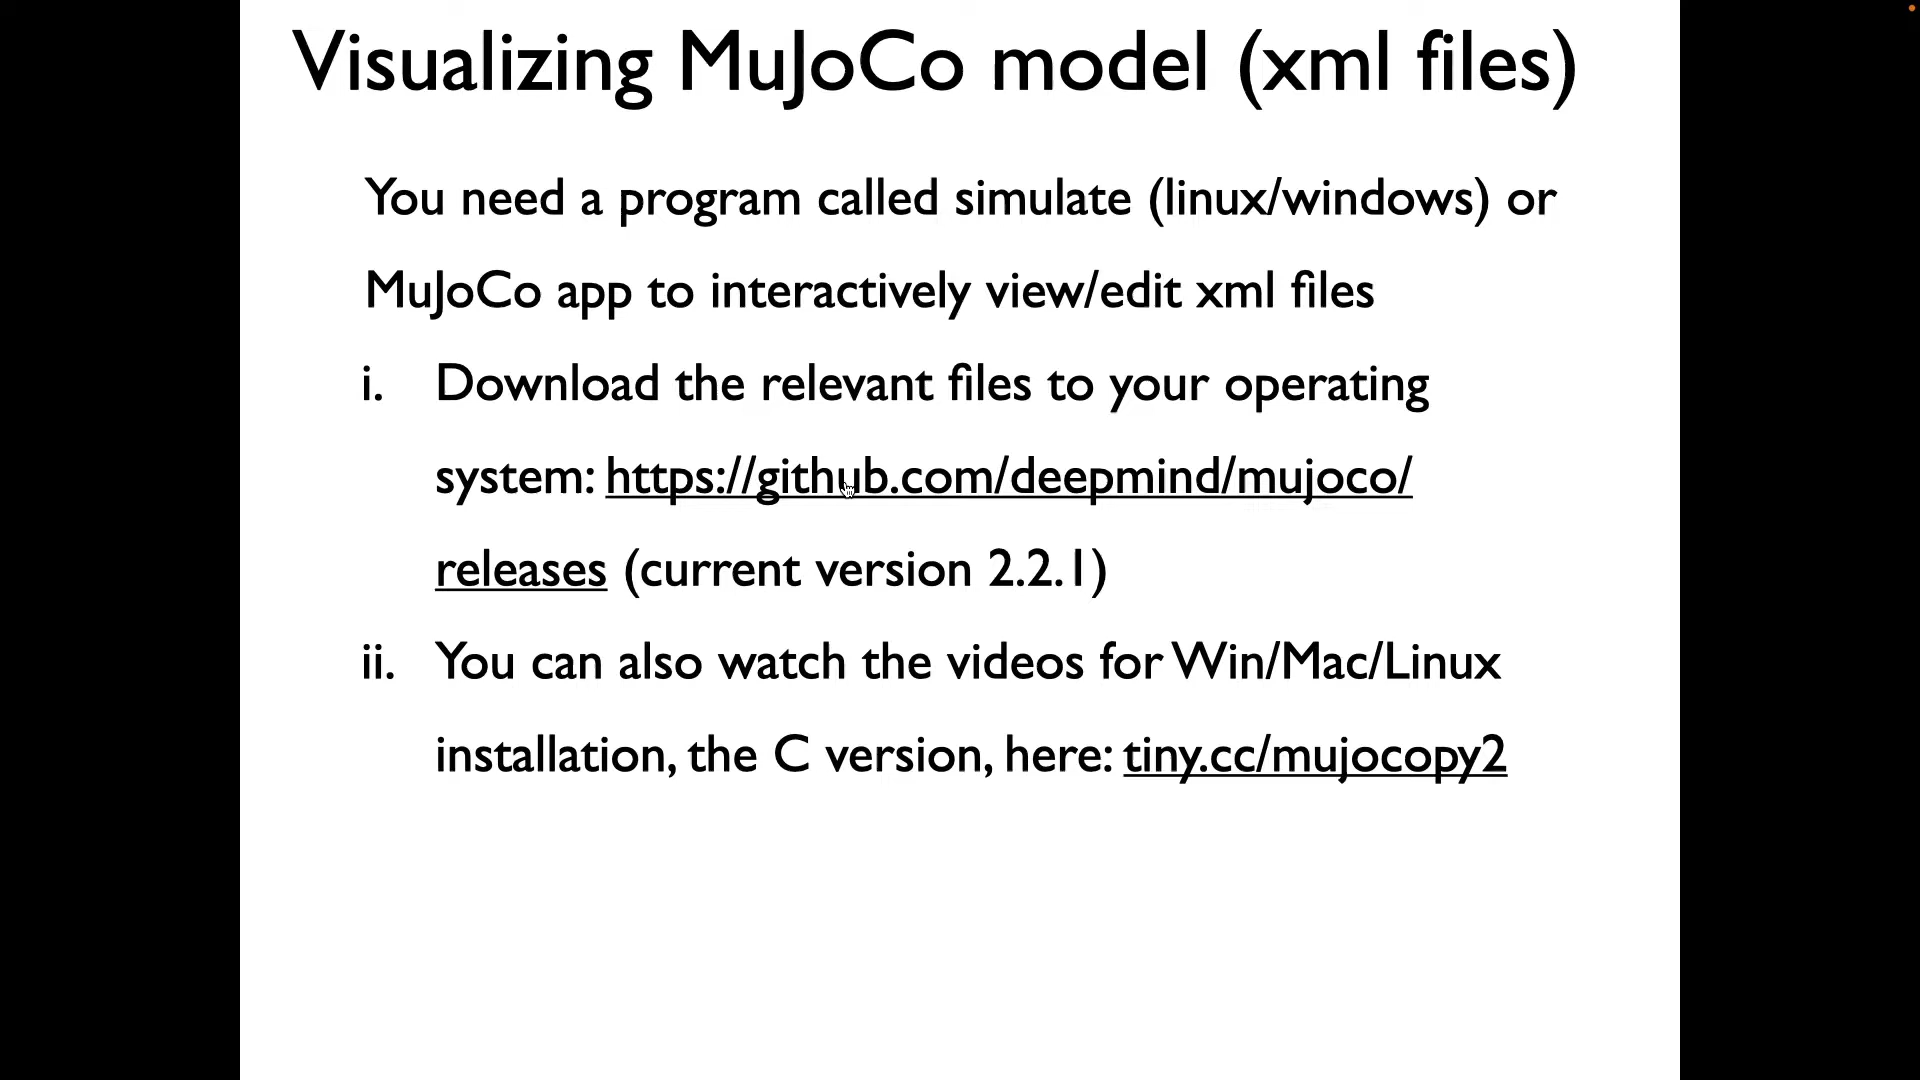 Visualizing MuJoCo model (xml files)
You need a program called simulate (linux/windows) or
MuJoCo app to interactively view/edit xml files
i. Download the relevant files to your operating
system: https://github.com/deepmind/mujoco/
releases (current version 2.2.1)
ii. You can also watch the videos for Win/Mac/Linux
installation, the C version, here: tiny.cc/mujocopy2